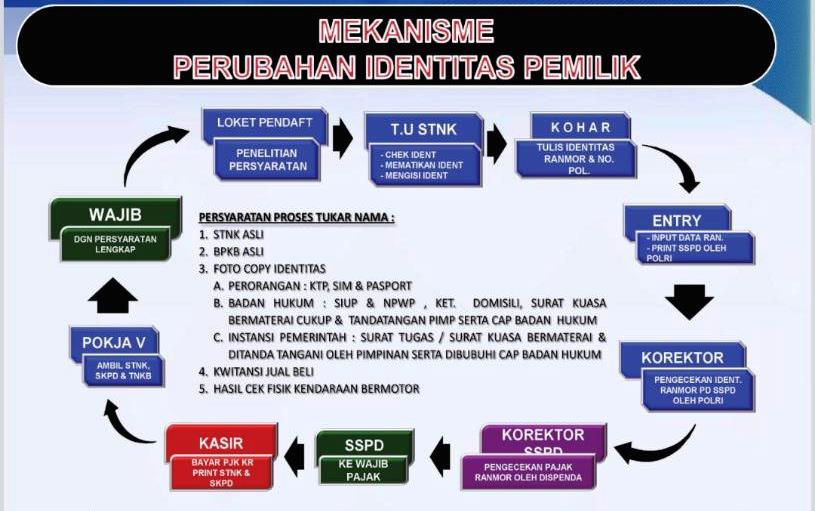 MEKANISME
PERUBAHAN IDENTITAS PEMILIK
LOKET PENDAFT
PENELITIAN
PERSYARATAN
T.U STNK
- CHEK IDENT
- MEMATIKAN IDENT
- MENGISI IDENT
K O H A R
TULIS IDENTITAS
RANMOR & NO.
POL.
ENTRY
- INPUT DATA RAN.
- PRINT SSPD OLEH
POLRI
KOREKTOR
PENGECEKAN IDENT.
RANMOR PD SSPD
OLEH POLRI
KOREKTOR
SSPD
PENGECEKAN PAJAK
RANMOR OLEH DISPENDA
SSPD
KE WAJIB
PAJAK
KASIR
BAYAR PJK KR
PRINT STNK &
SKPD
POKJA V
AMBIL STNK,
SKPD & TNKB
WAJIB
DGN PERSYARATAN
LENGKAP
PERSYARATAN PROSES TUKAR NAMA :
1. STNK ASLI
2. BPKB ASLI
3. FOTO COPY IDENTITAS
A. PERORANGAN : KTP, SIM & PASPORT
B. BADAN HUKUM : SIUP & NPWP , KET. DOMISILI, SURAT KUASA
BERMATERAI CUKUP & TANDATANGAN PIMP SERTA CAP BADAN HUKUM
C. INSTANSI PEMERINTAH : SURAT TUGAS / SURAT KUASA BERMATERAI &
DITANDA TANGANI OLEH PIMPINAN SERTA DIBUBUHI CAP BADAN HUKUM
4. KWITANSI JUAL BELI
5. HASIL CEK FISIK KENDARAAN BERMOTOR